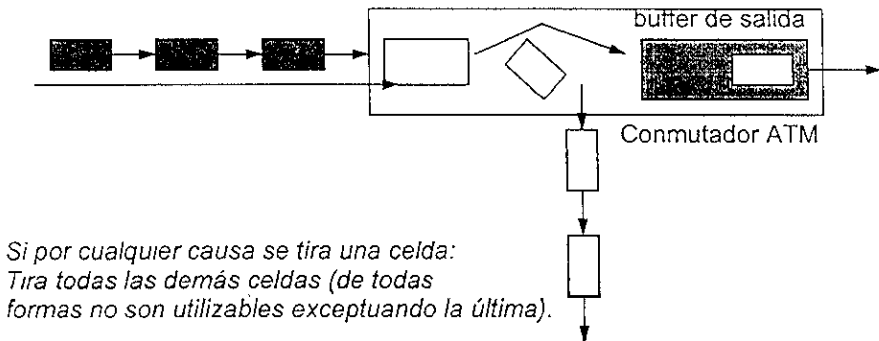 buffer de salida
Conmutador ATM
Si por cualquier causa se tira una celda:
Tira todas las demás celdas (de todas
formas no son utilizables exceptuando la última).